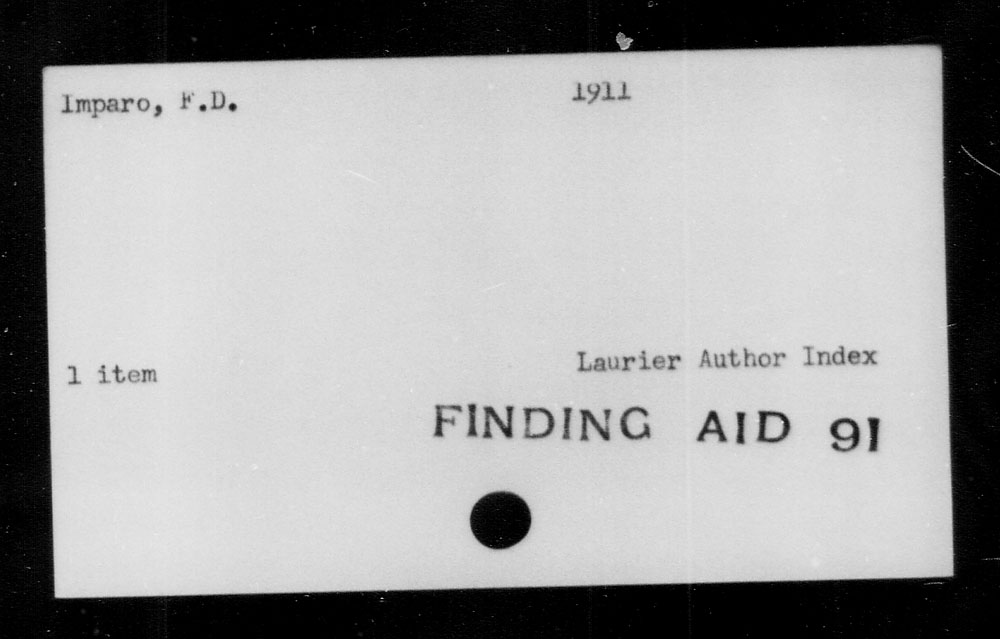 Imparo, F.D. 1911
1 item
Laurier Author Index
FINDING AID 91